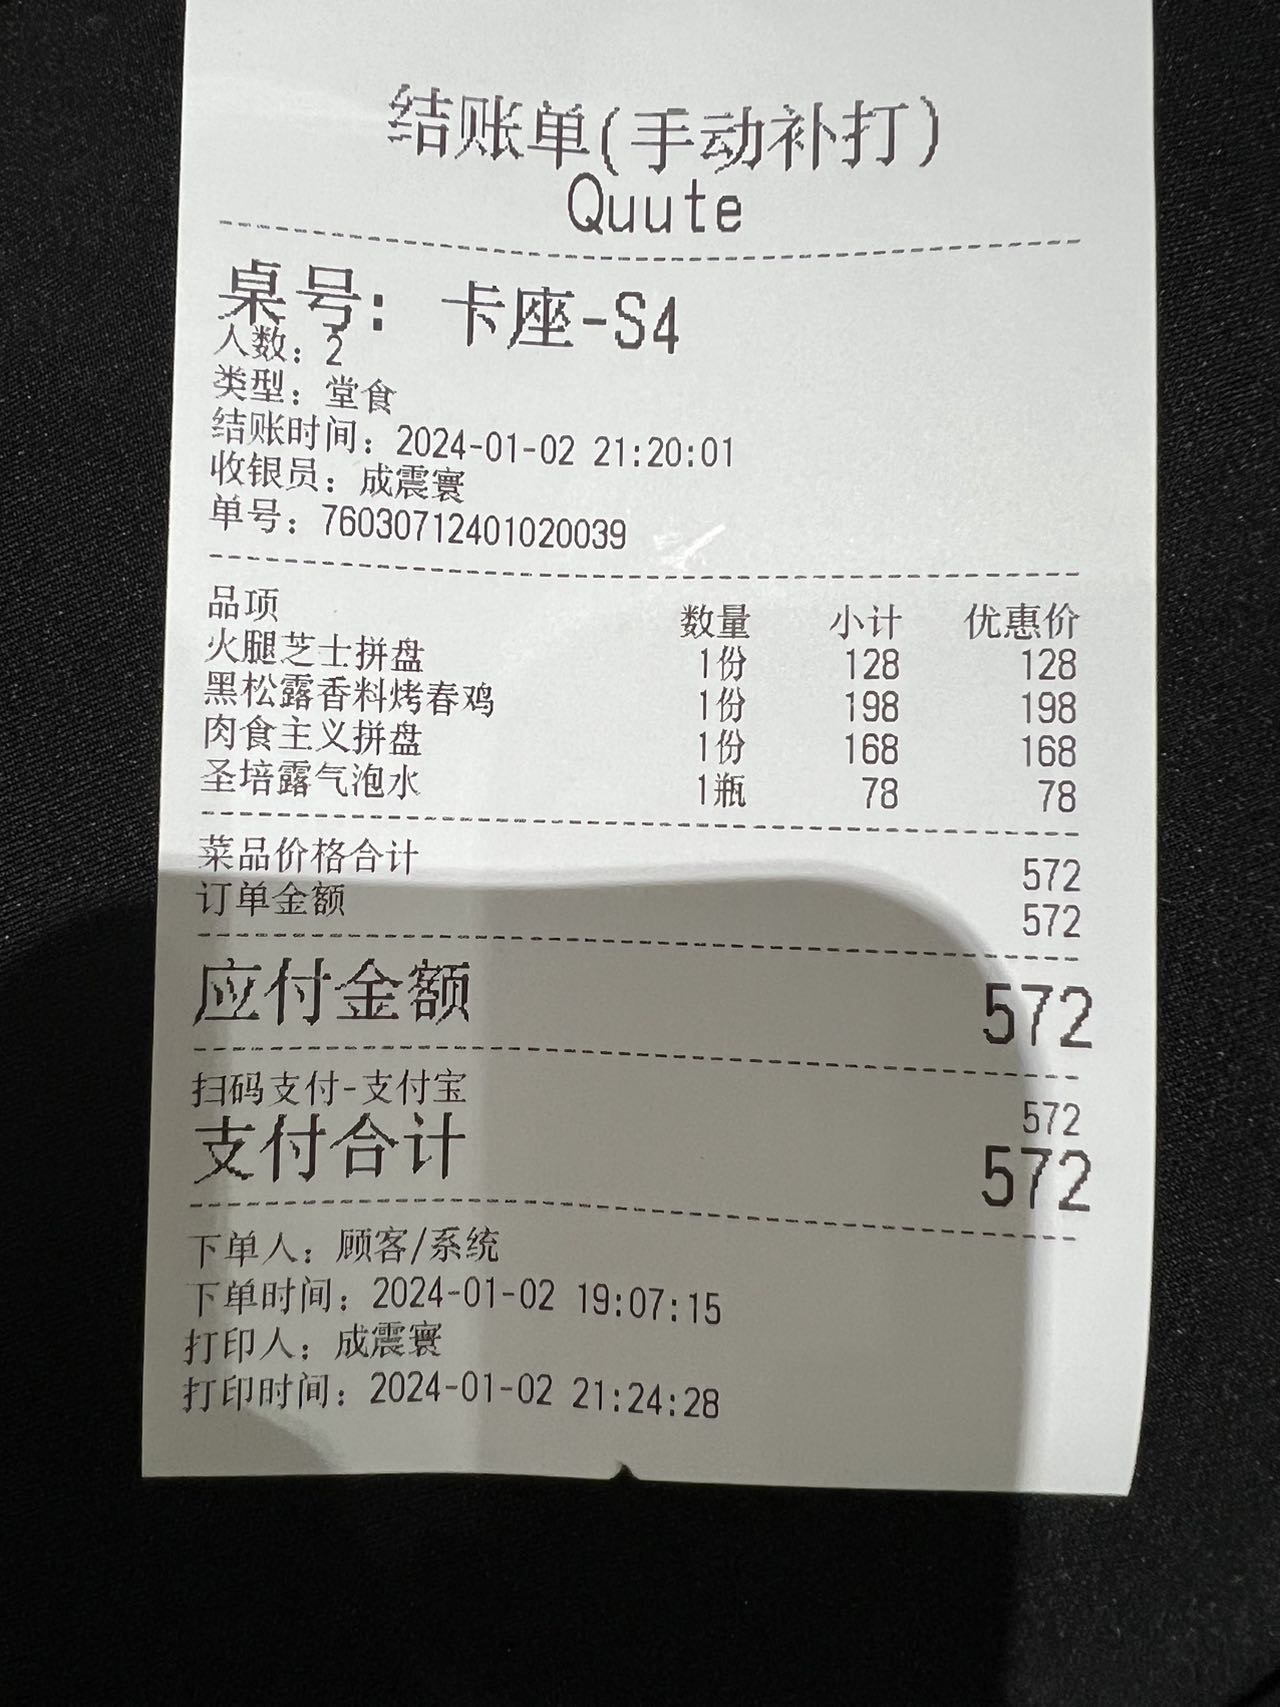 结账单(手动补打)
Quute
桌号: 卡座-S4
人数: 2
类型: 堂食
结账时间: 2024-01-02 21:20:01
收银员: 成震寰
单号: 76030712401020039
品项 数量 小计 优惠价
火腿芝士拼盘 1份 128 128
黑松露香料烤春鸡 1份 198 198
肉食主义拼盘 1份 168 168
圣培露气泡水 1瓶 78 78
菜品价格合计 572
订单金额 572
应付金额 572
扫码支付-支付宝 572
支付合计 572
下单人: 顾客/系统
下单时间: 2024-01-02 19:07:15
打印人: 成震寰
打印时间: 2024-01-02 21:24:28